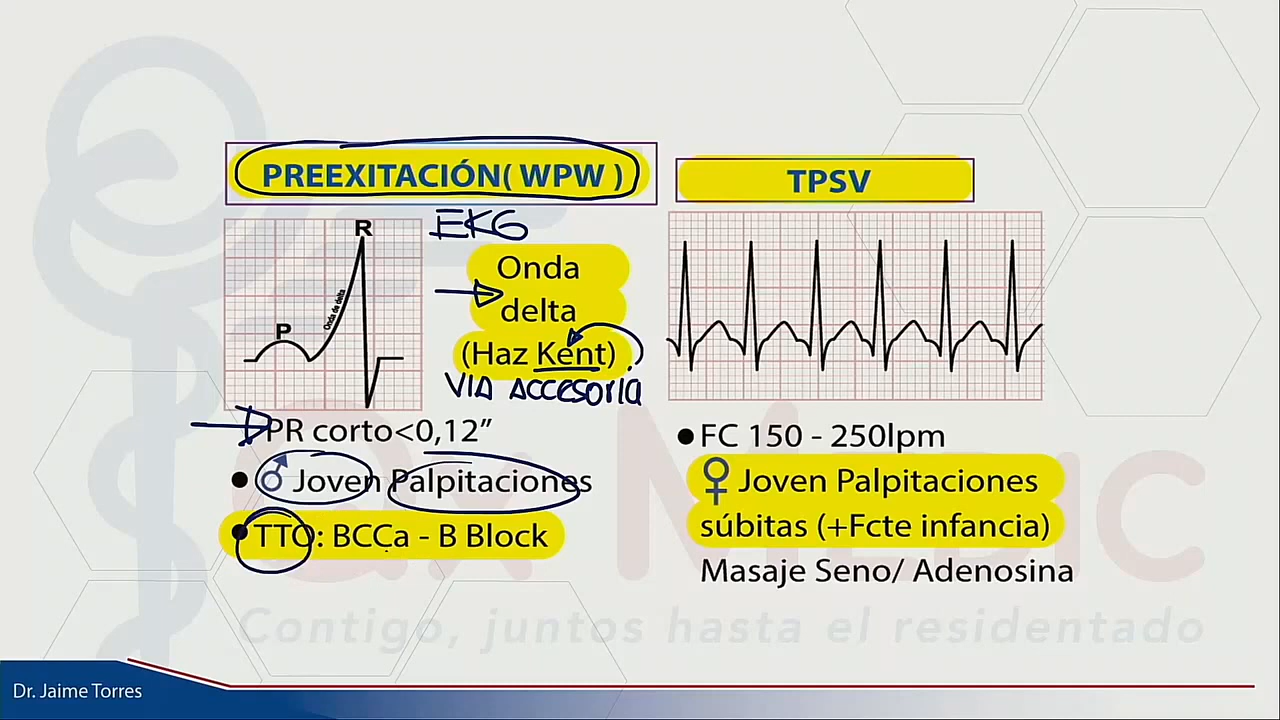 PREEXITACIÓN( WPW )
EKG
R
P
Onda de delta
Onda
delta
(Haz Kent)
VIA ACCESORIA
PR corto<0,12”
● ♂ Joven Palpitaciones
● TTO: BCCa - B Block
TPSV
● FC 150 - 250lpm
♀ Joven Palpitaciones
súbitas (+Fcte infancia)
Masaje Seno/ Adenosina
Qx MEDIC
Contigo, juntos hasta el residentado
Dr. Jaime Torres